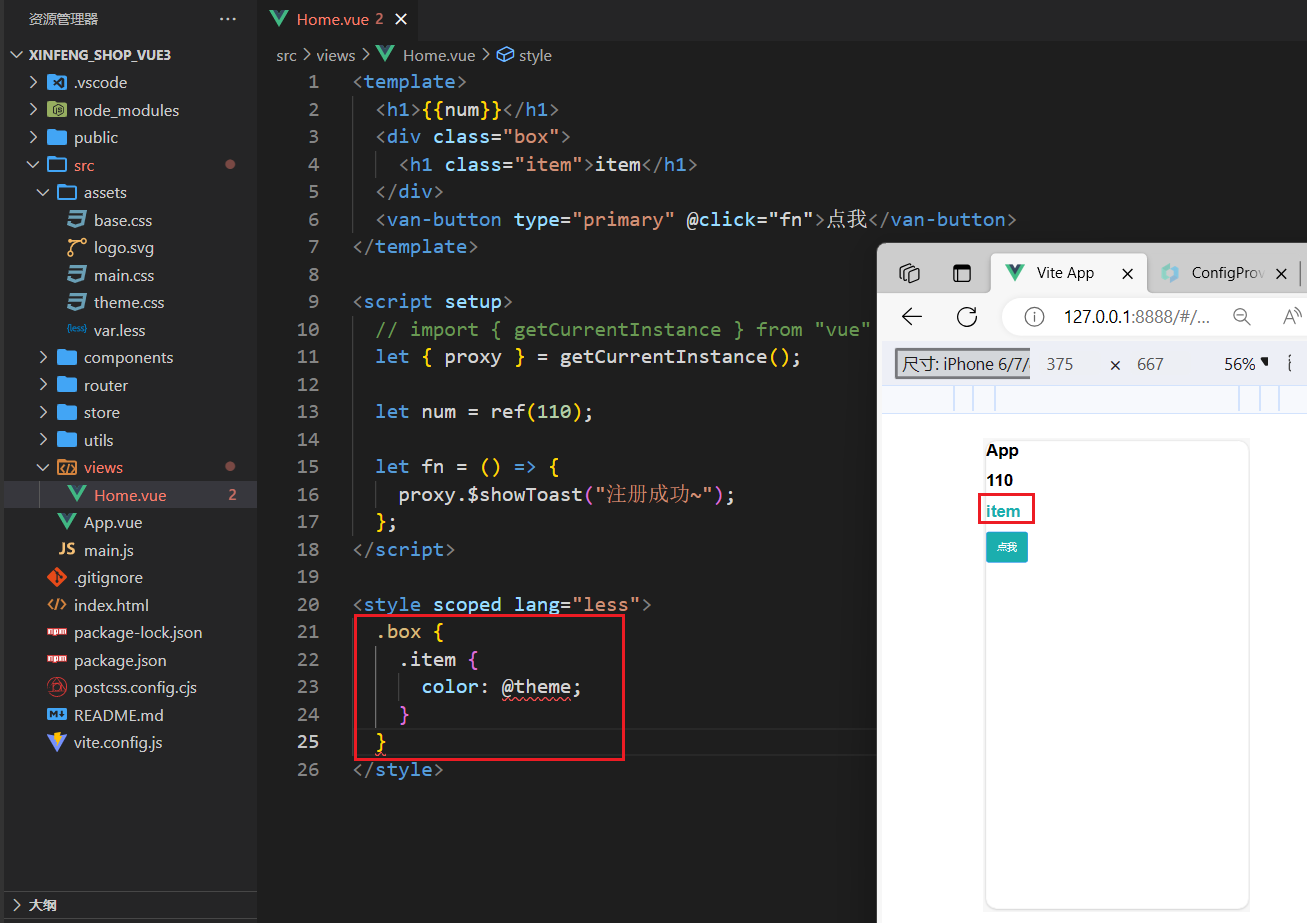 资源管理器
···
XINFENG_SHOP_VUE3
.vscode
node_modules
public
src
assets
base.css
logo.svg
main.css
theme.css
var.less
components
router
store
utils
views
Home.vue 2
App.vue
main.js
.gitignore
index.html
package-lock.json
package.json
postcss.config.cjs
README.md
vite.config.js
大纲
Home.vue 2
src > views > Home.vue > style
1 <template>
2 <h1>{{num}}</h1>
3 <div class="box">
4 <h1 class="item">item</h1>
5 </div>
6 <van-button type="primary" @click="fn">点我</van-button>
7 </template>
8
9 <script setup>
10 // import { getCurrentInstance } from "vue"
11 let { proxy } = getCurrentInstance();
12
13 let num = ref(110);
14
15 let fn = () => {
16 proxy.$showToast("注册成功~");
17 };
18 </script>
19
20 <style scoped lang="less">
21 .box {
22 .item {
23 color: @theme;
24 }
25 }
26 </style>
Vite App
ConfigProv
127.0.0.1:8888/#/...
尺寸: iPhone 6/7/ 375 × 667 56%
App
110
item
点我